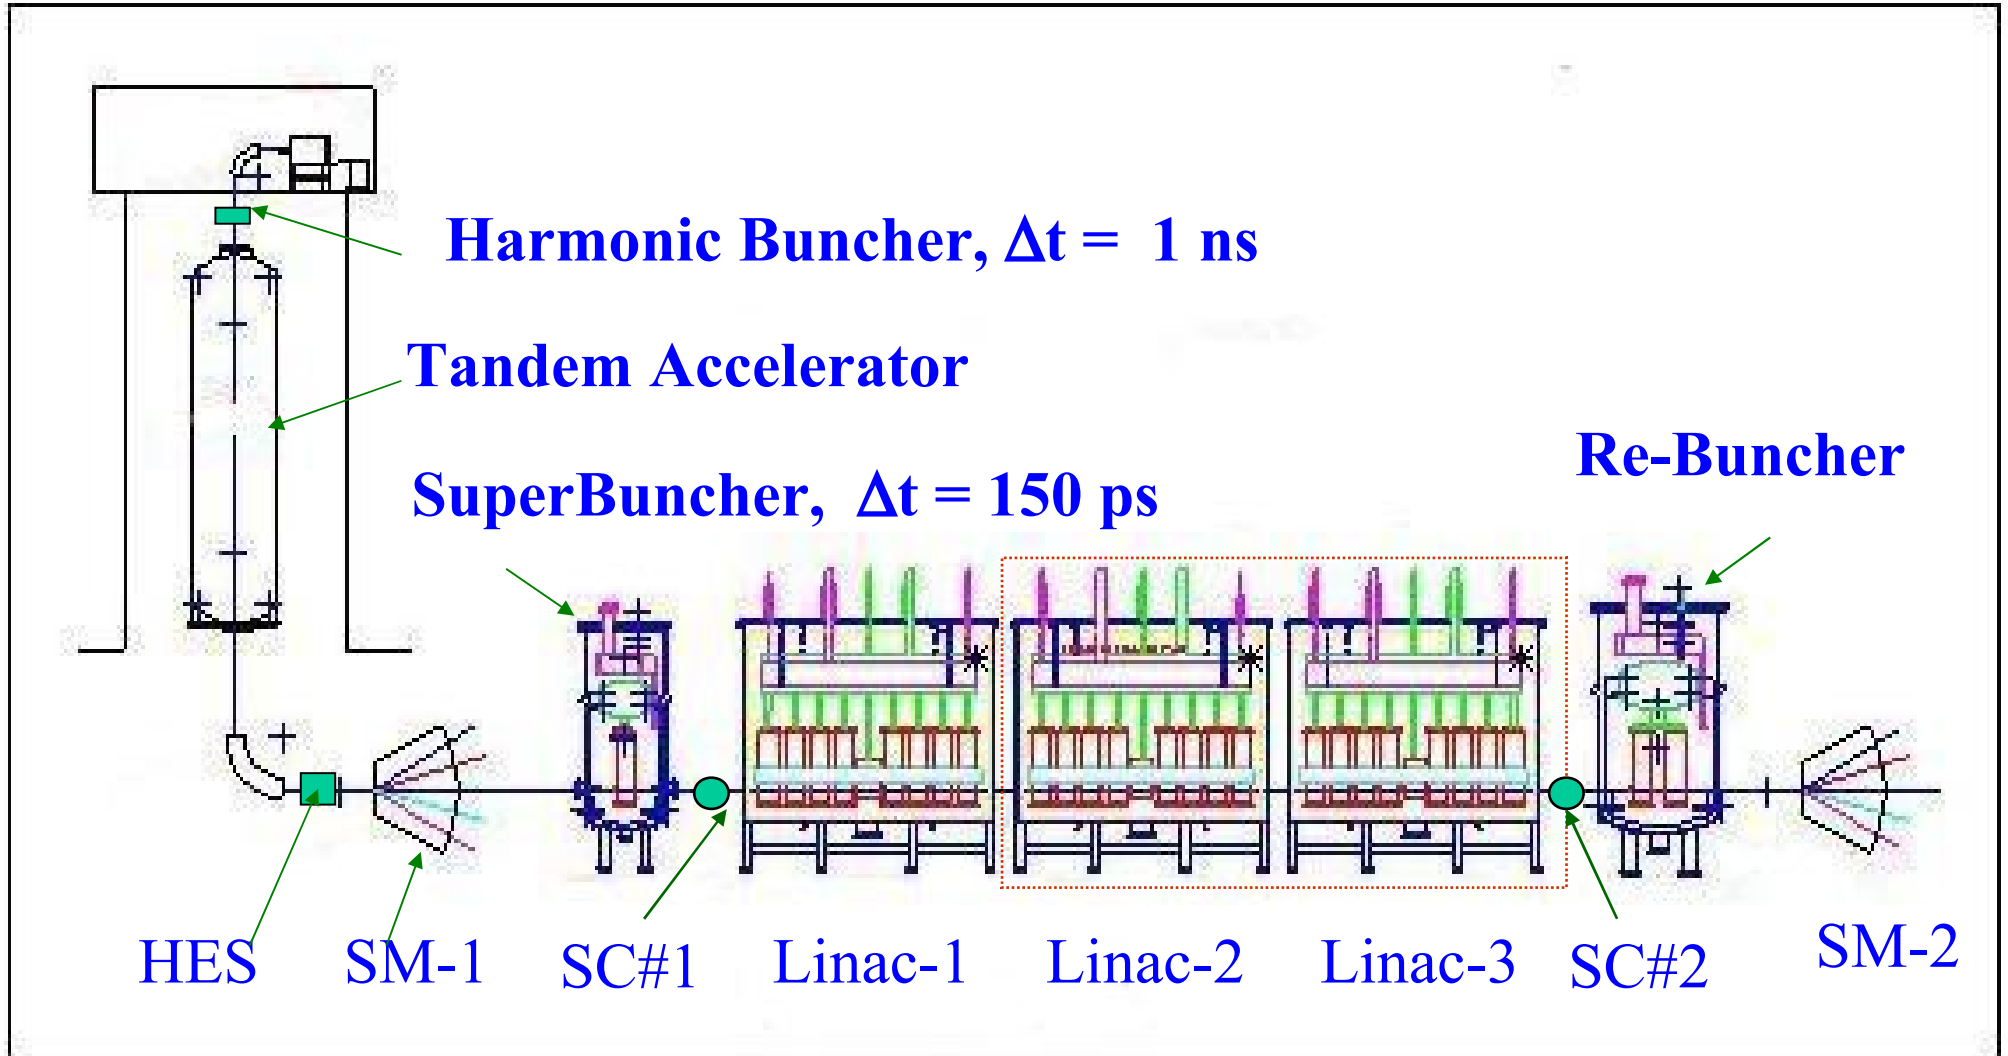 Harmonic Buncher, Δt = 1 ns
Tandem Accelerator
Re-Buncher
SuperBuncher, Δt = 150 ps
HES
SM-1
SC#1
Linac-1
Linac-2
Linac-3
SC#2
SM-2